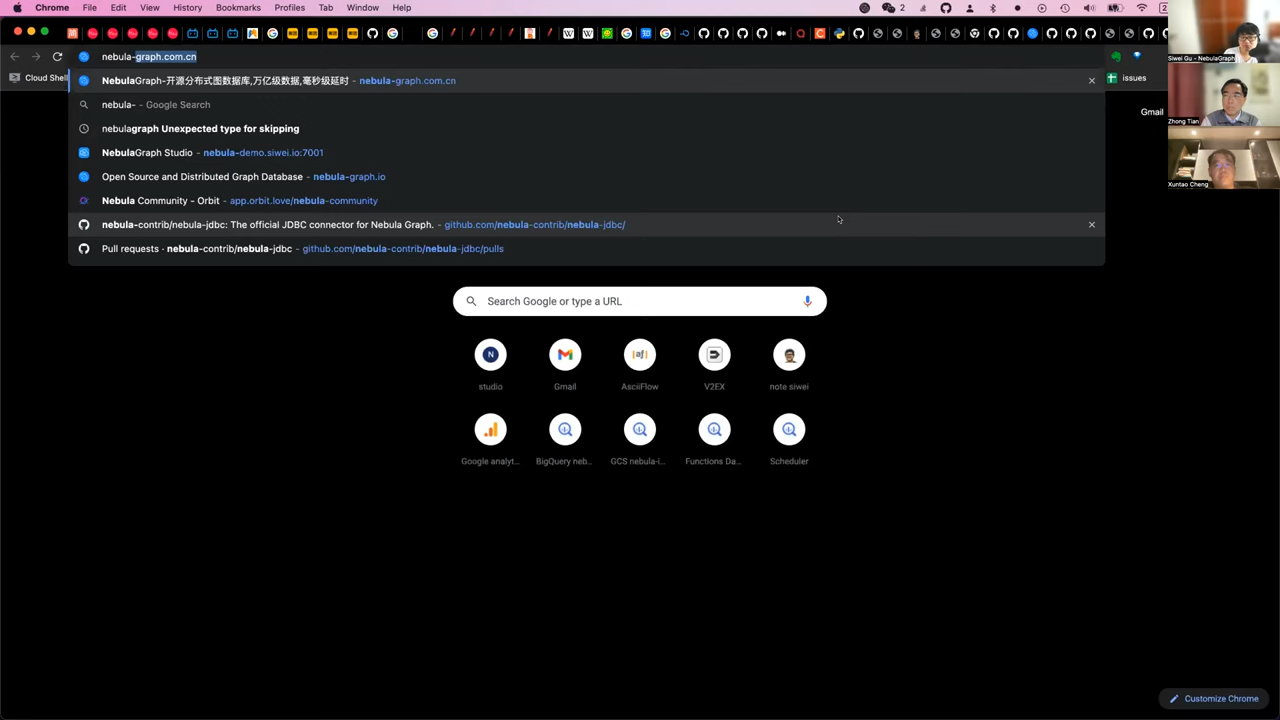 Chrome File Edit View History Bookmarks Profiles Tab Window Help 2
nebula-graph.com.cn
Cloud Shell
issues
NebulaGraph-开源分布式图数据库,万亿级数据,毫秒级延时 - nebula-graph.com.cn
nebula- - Google Search
nebulagraph Unexpected type for skipping
NebulaGraph Studio - nebula-demo.siwei.io:7001
Open Source and Distributed Graph Database - nebula-graph.io
Nebula Community - Orbit - app.orbit.love/nebula-community
nebula-contrib/nebula-jdbc: The official JDBC connector for Nebula Graph. - github.com/nebula-contrib/nebula-jdbc/
Pull requests · nebula-contrib/nebula-jdbc - github.com/nebula-contrib/nebula-jdbc/pulls
Gmail
Siwei Gu - NebulaGraph
Zhong Tian
Xuntao Cheng
Search Google or type a URL
N
studio Gmail AsciiFlow V2EX note siwei
Google analyt... BigQuery neb... GCS nebula-i... Functions Da... Scheduler
Customize Chrome